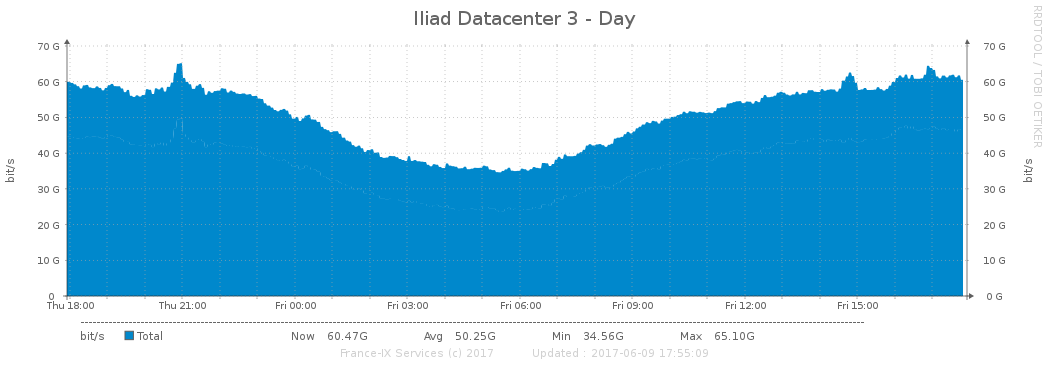 Iliad Datacenter 3 - Day
RRDTOOL / TOBI OETIKER
70 G 70 G
60 G 60 G
50 G 50 G
40 G 40 G
30 G 30 G
20 G 20 G
10 G 10 G
0 0 G
bit/s bit/s
Thu 18:00 Thu 21:00 Fri 00:00 Fri 03:00 Fri 06:00 Fri 09:00 Fri 12:00 Fri 15:00
bit/s Total Now 60.47G Avg 50.25G Min 34.56G Max 65.10G
France-IX Services (c) 2017 Updated : 2017-06-09 17:55:09